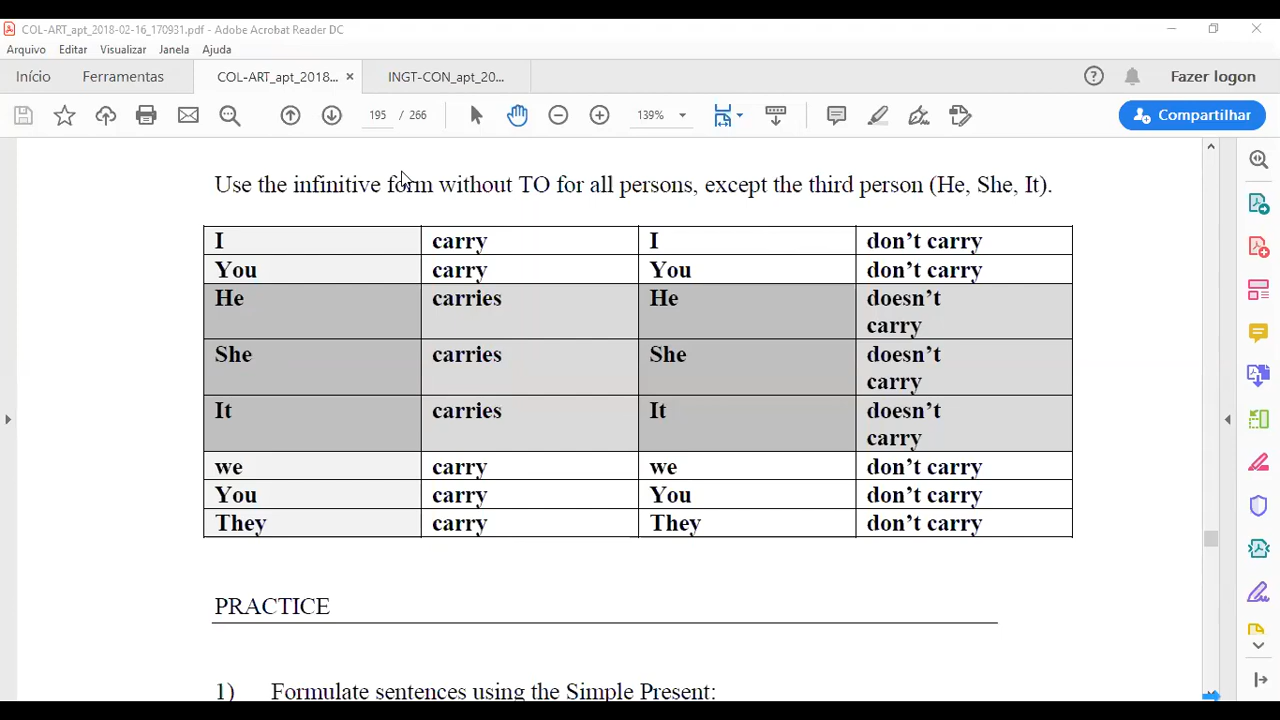 COL-ART_apt_2018-02-16_170931.pdf - Adobe Acrobat Reader DC
Arquivo Editar Visualizar Janela Ajuda
Início Ferramentas COL-ART_apt_2018... × INGT-CON_apt_20... Fazer logon
195 / 266 139% Compartilhar
Use the infinitive form without TO for all persons, except the third person (He, She, It).
I carry I don’t carry
You carry You don’t carry
He carries He doesn’t
carry
She carries She doesn’t
carry
It carries It doesn’t
carry
we carry we don’t carry
You carry You don’t carry
They carry They don’t carry
PRACTICE
1) Formulate sentences using the Simple Present: